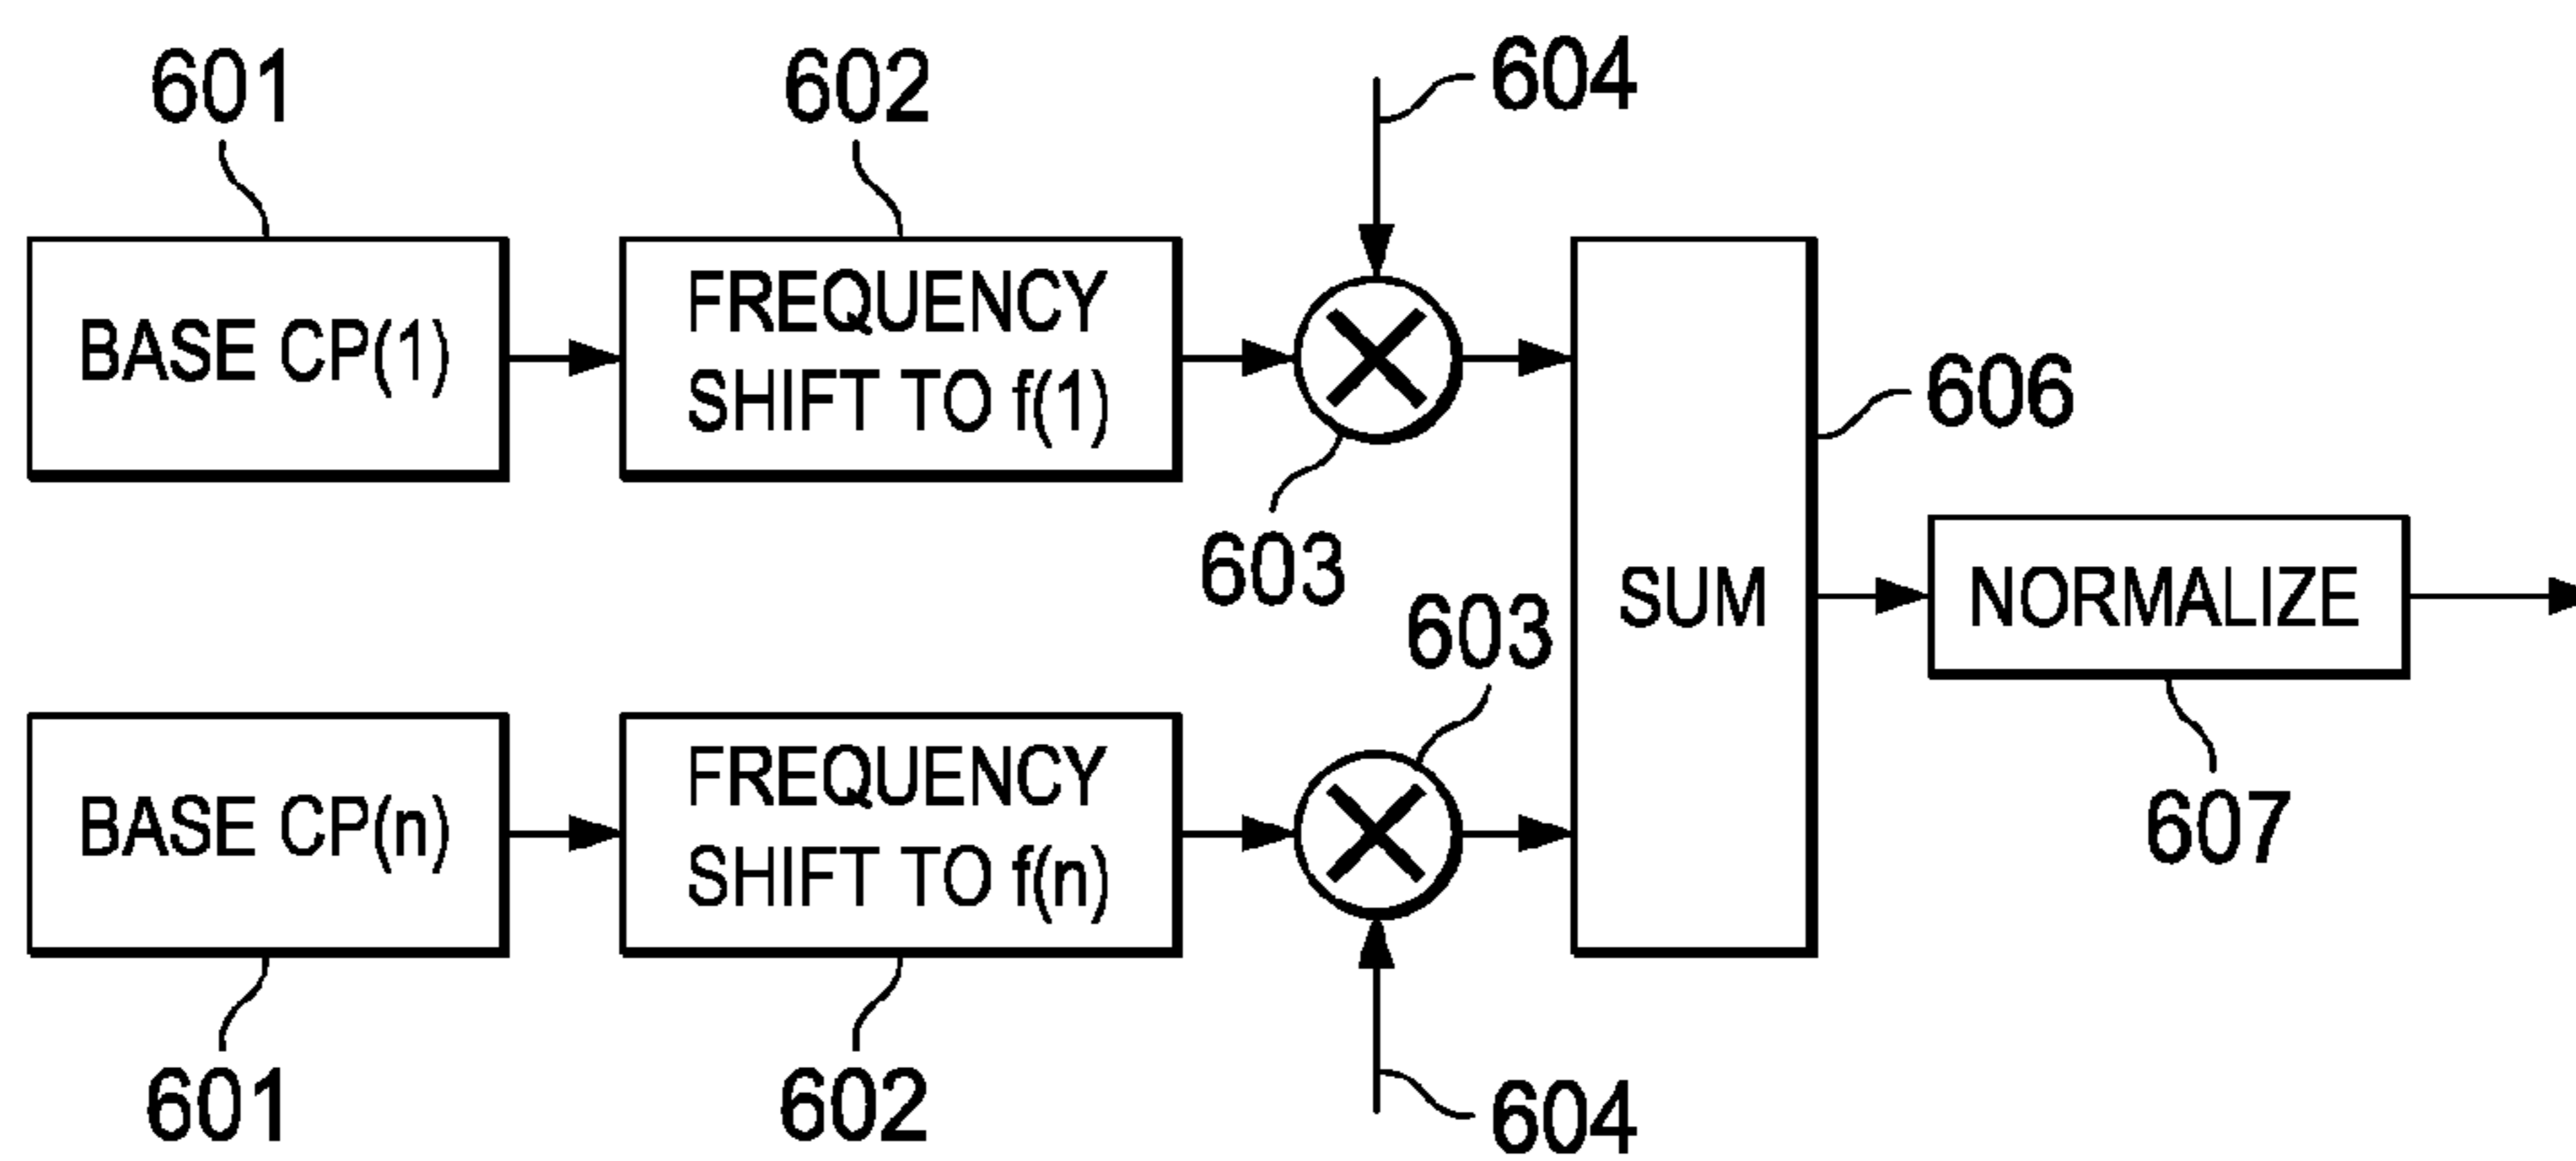 601
602
604
BASE CP(1)
FREQUENCY
SHIFT TO f(1)
603
606
SUM
NORMALIZE
607
603
BASE CP(n)
FREQUENCY
SHIFT TO f(n)
601
602
604